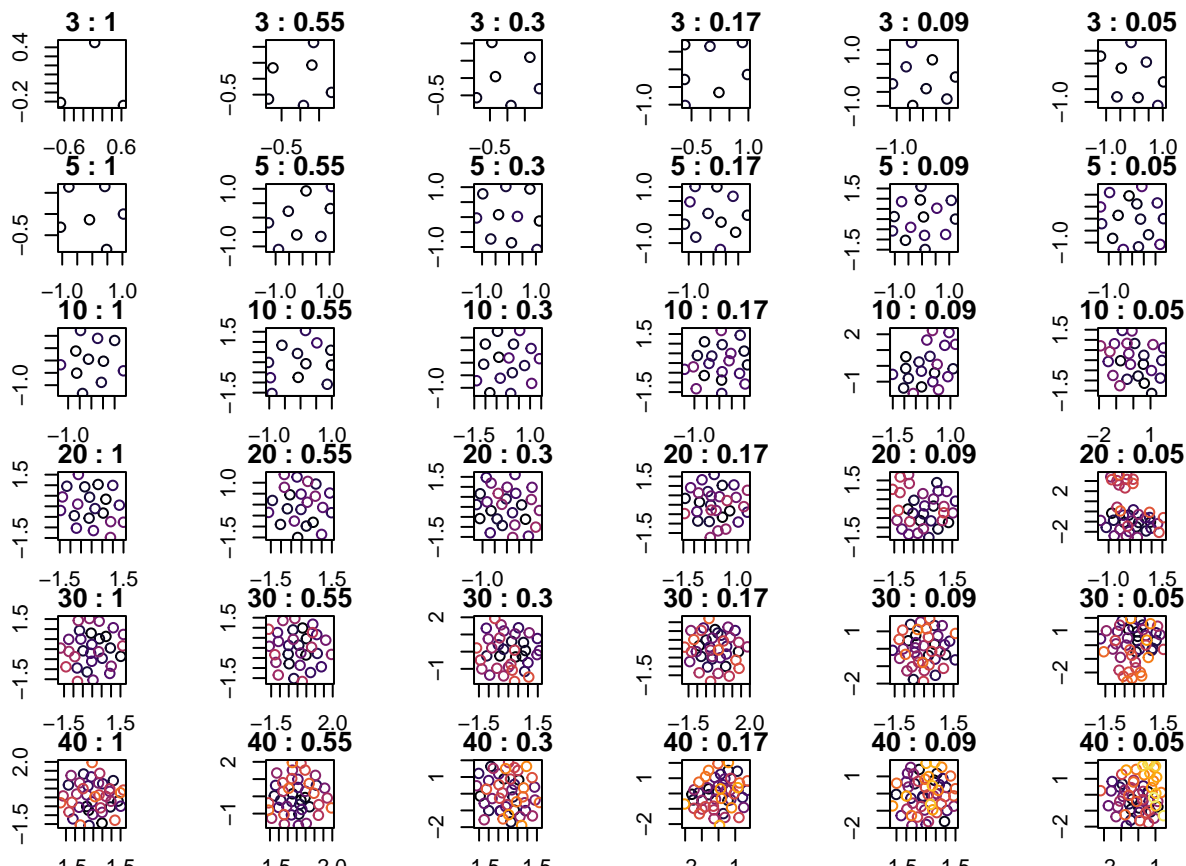 3 : 1 3 : 0.55 3 : 0.3 3 : 0.17 3 : 0.09 3 : 0.05
0.4 −0.2 −0.5 −0.5 −1.0 1.0 −1.0 −1.0
−0.6 0.6 −0.5 −0.5 −0.5 1.0 −1.0 −1.0 1.0
5 : 1 5 : 0.55 5 : 0.3 5 : 0.17 5 : 0.09 5 : 0.05
−0.5 1.0 −1.0 1.0 −1.0 1.0 −1.0 1.5 −1.5 −1.0
−1.0 1.0 −1.0 1.0 −1.0 1.0 −1.0 −1.0 −1.0
10 : 1 10 : 0.55 10 : 0.3 10 : 0.17 10 : 0.09 10 : 0.05
−1.0 1.5 −1.5 −1.0 1.5 −1.5 2 −1 1.5 −1.5
−1.0 −1.0 1.0 −1.5 1.0 −1.0 −1.5 1.0 −2 1
20 : 1 20 : 0.55 20 : 0.3 20 : 0.17 20 : 0.09 20 : 0.05
1.5 −1.5 1.0 −1.5 1.5 −1.5 1.5 −1.5 1.5 −1.5 2 −2
−1.5 1.5 −1.5 1.5 −1.0 −1.5 1.0 −1.5 1.5 −1.0 1.5
30 : 1 30 : 0.55 30 : 0.3 30 : 0.17 30 : 0.09 30 : 0.05
1.5 −1.5 1.5 −1.5 2 −1 −1.5 1 −2 1 −2
−1.5 1.5 −1.5 2.0 −1.5 1.5 −1.5 2.0 −1.5 1.5 −1.5 1.5
40 : 1 40 : 0.55 40 : 0.3 40 : 0.17 40 : 0.09 40 : 0.05
2.0 −1.5 2 −1 1 −2 1 −2 1 −2 1 −2